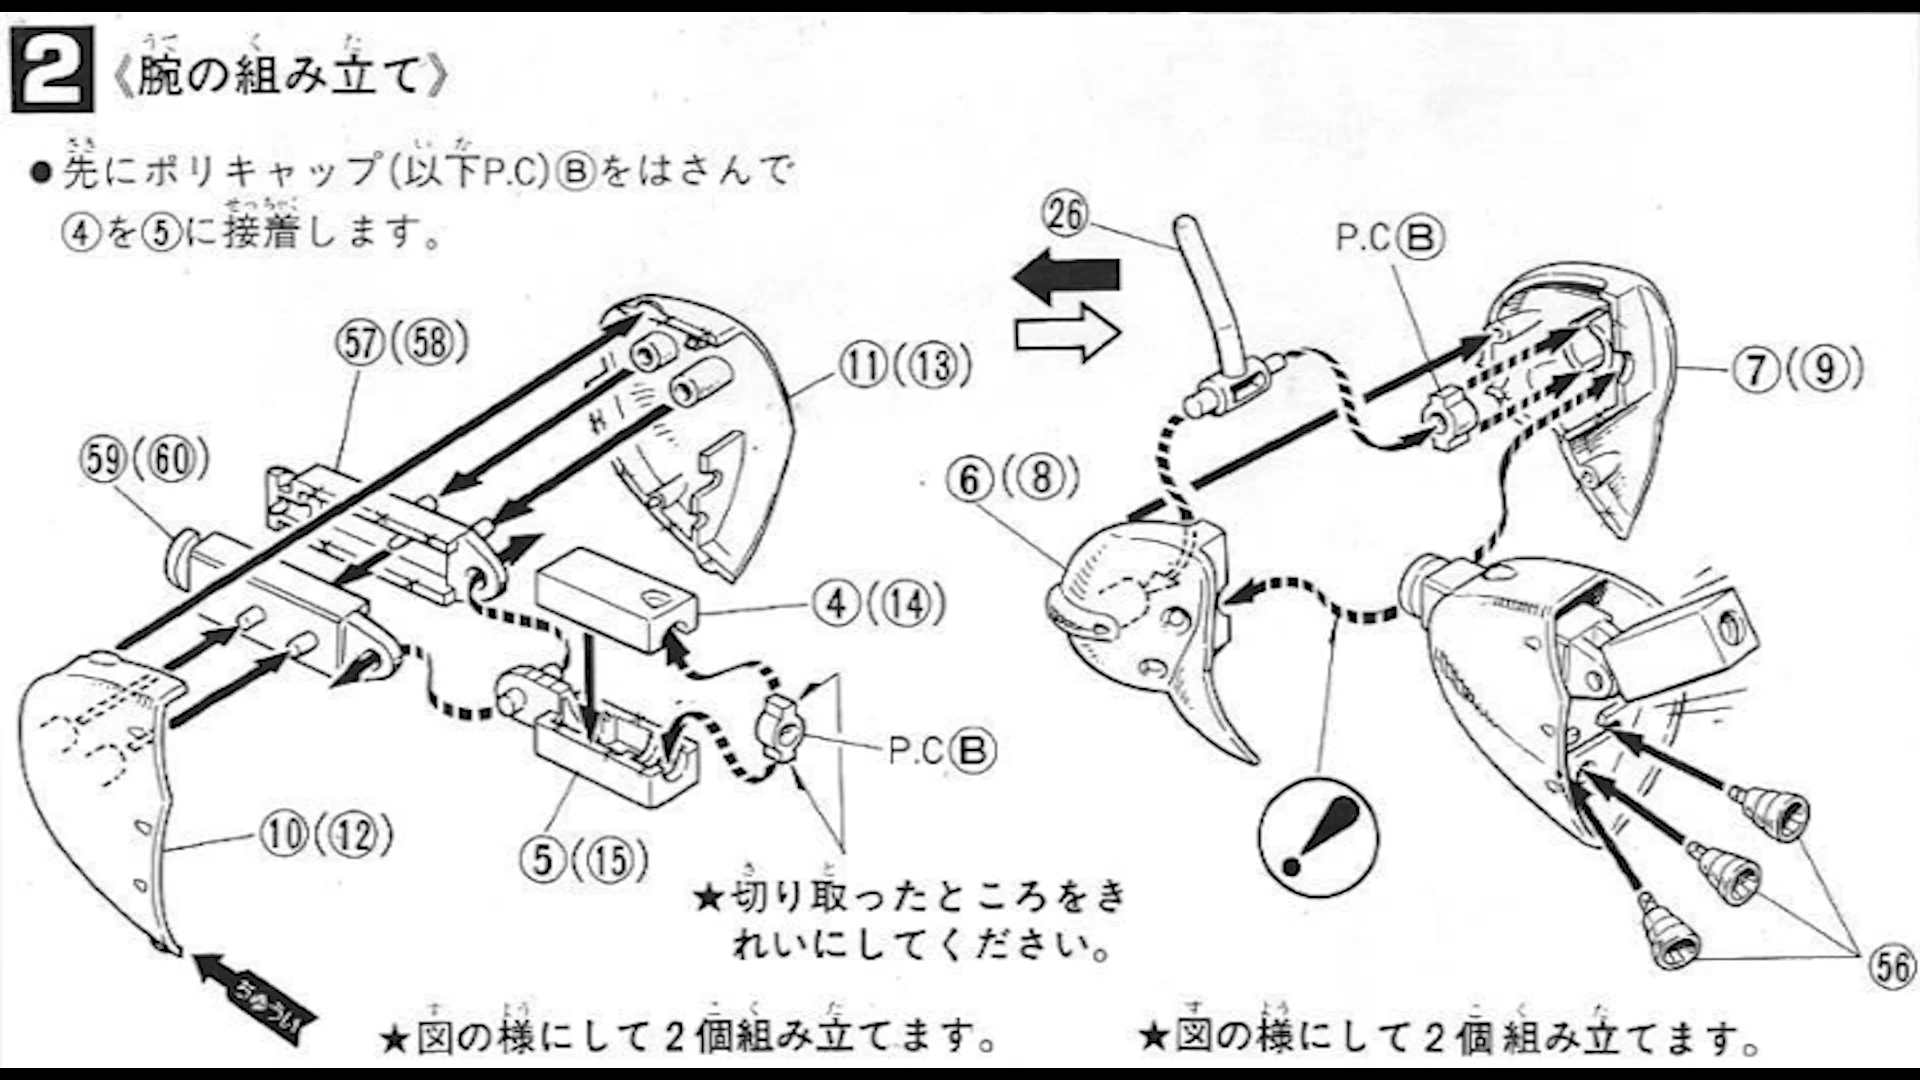 2 《腕の組み立て》
●先にポリキャップ(以下P.C)Ⓑをはさんで
④を⑤に接着します。
57(58)
11(13)
59(60)
4(14)
P.CⒷ
10(12)
5(15)
★切り取ったところをき
れいにしてください。
ちゅうい
★図の様にして2個組み立てます。
26
P.CⒷ
7(9)
6(8)
56
★図の様にして2個組み立てます。